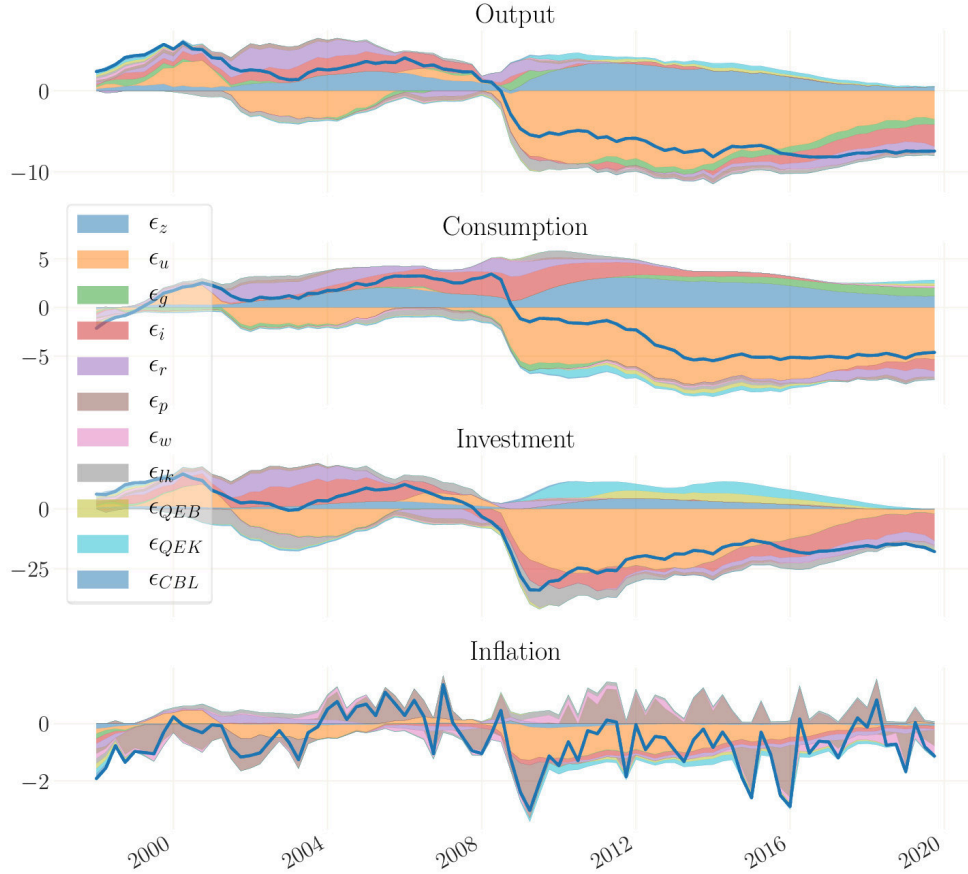 Output
0
−10
Consumption
5
0
−5
ϵz
ϵu
ϵg
ϵi
ϵr
ϵp
ϵw
ϵlk
ϵQEB
ϵQEK
ϵCBL
Investment
0
−25
Inflation
0
−2
2000
2004
2008
2012
2016
2020